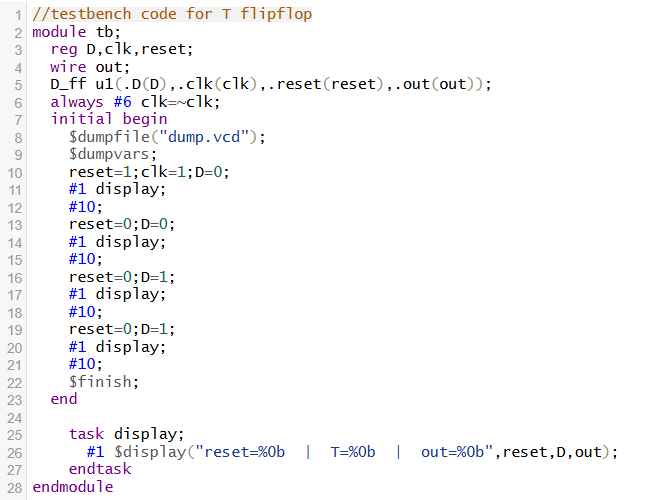 1 //testbench code for T flipflop
2 module tb;
3 reg D,clk,reset;
4 wire out;
5 D_ff u1(.D(D),.clk(clk),.reset(reset),.out(out));
6 always #6 clk=~clk;
7 initial begin
8 $dumpfile("dump.vcd");
9 $dumpvars;
10 reset=1;clk=1;D=0;
11 #1 display;
12 #10;
13 reset=0;D=0;
14 #1 display;
15 #10;
16 reset=0;D=1;
17 #1 display;
18 #10;
19 reset=0;D=1;
20 #1 display;
21 #10;
22 $finish;
23 end
24
25 task display;
26 #1 $display("reset=%0b | T=%0b | out=%0b",reset,D,out);
27 endtask
28 endmodule